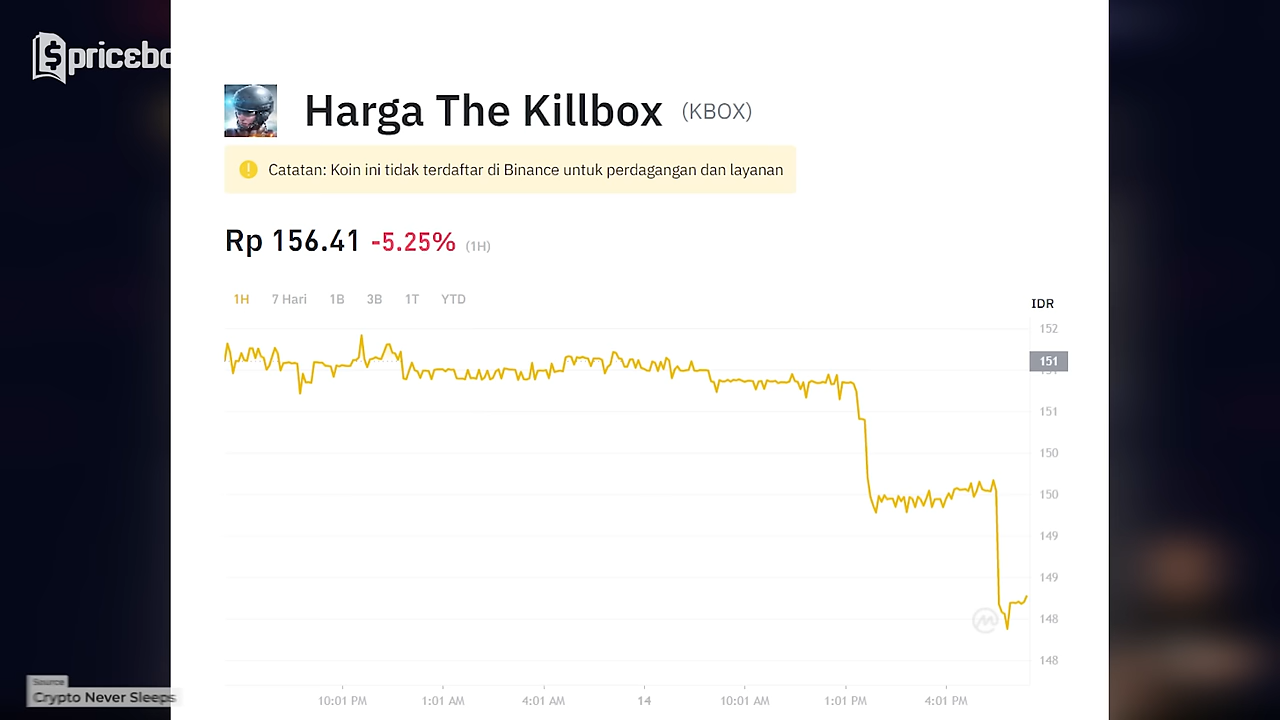 pricebo
Harga The Killbox (KBOX)
Catatan: Koin ini tidak terdaftar di Binance untuk perdagangan dan layanan
Rp 156.41 -5.25% (1H)
1H 7 Hari 1B 3B 1T YTD
IDR
152
151
151
150
150
149
149
148
148
10:01 PM 1:01 AM 4:01 AM 14 10:01 AM 1:01 PM 4:01 PM
Source
Crypto Never Sleeps